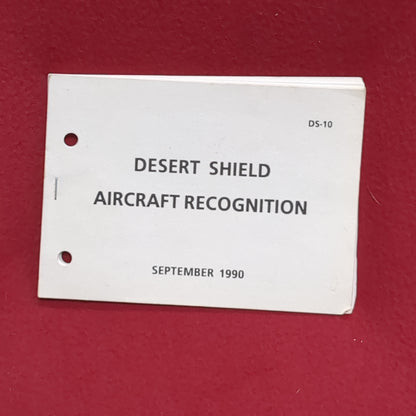 DS-10
DESERT SHIELD
AIRCRAFT RECOGNITION
SEPTEMBER 1990